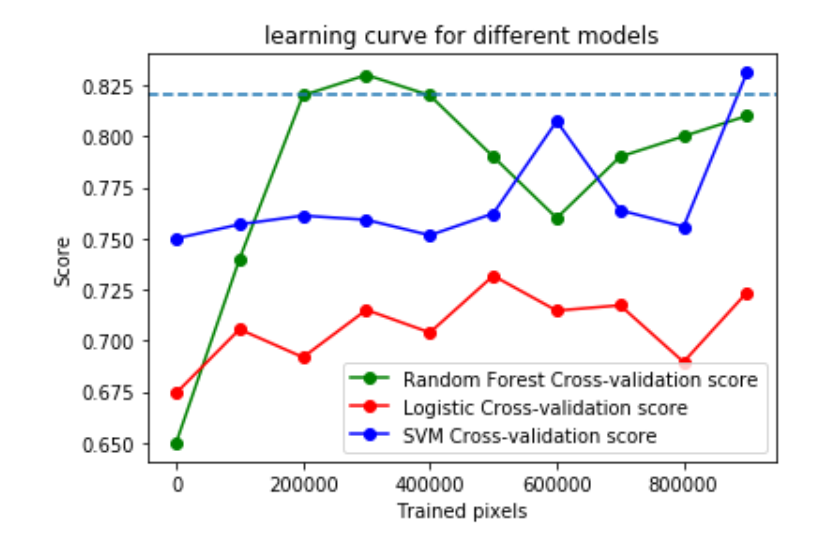 learning curve for different models
0.825
0.800
0.775
0.750
0.725
0.700
0.675
0.650
Score
Random Forest Cross-validation score
Logistic Cross-validation score
SVM Cross-validation score
0 200000 400000 600000 800000
Trained pixels